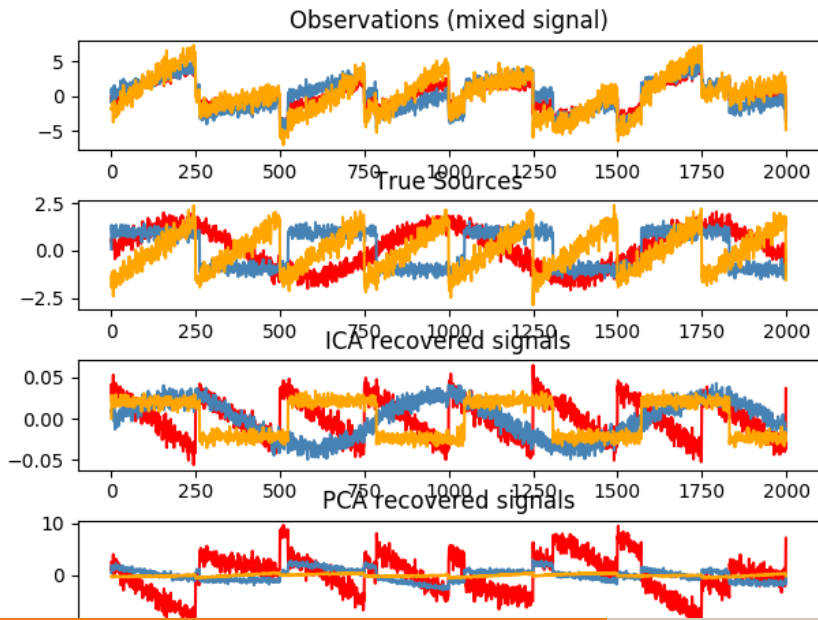 Observations (mixed signal)
5
0
−5
0 250 500 750 1000 1250 1500 1750 2000
True Sources
2.5
0.0
−2.5
0 250 500 750 1000 1250 1500 1750 2000
ICA recovered signals
0.05
0.00
−0.05
0 250 500 750 1000 1250 1500 1750 2000
PCA recovered signals
10
0